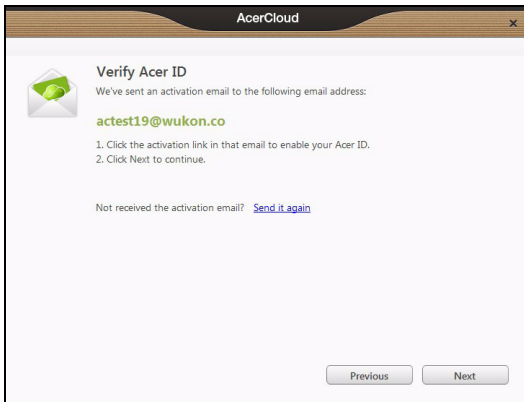 AcerCloud
Verify Acer ID
We've sent an activation email to the following email address:
actest19@wukon.co
1. Click the activation link in that email to enable your Acer ID.
2. Click Next to continue.
Not received the activation email? Send it again
Previous Next